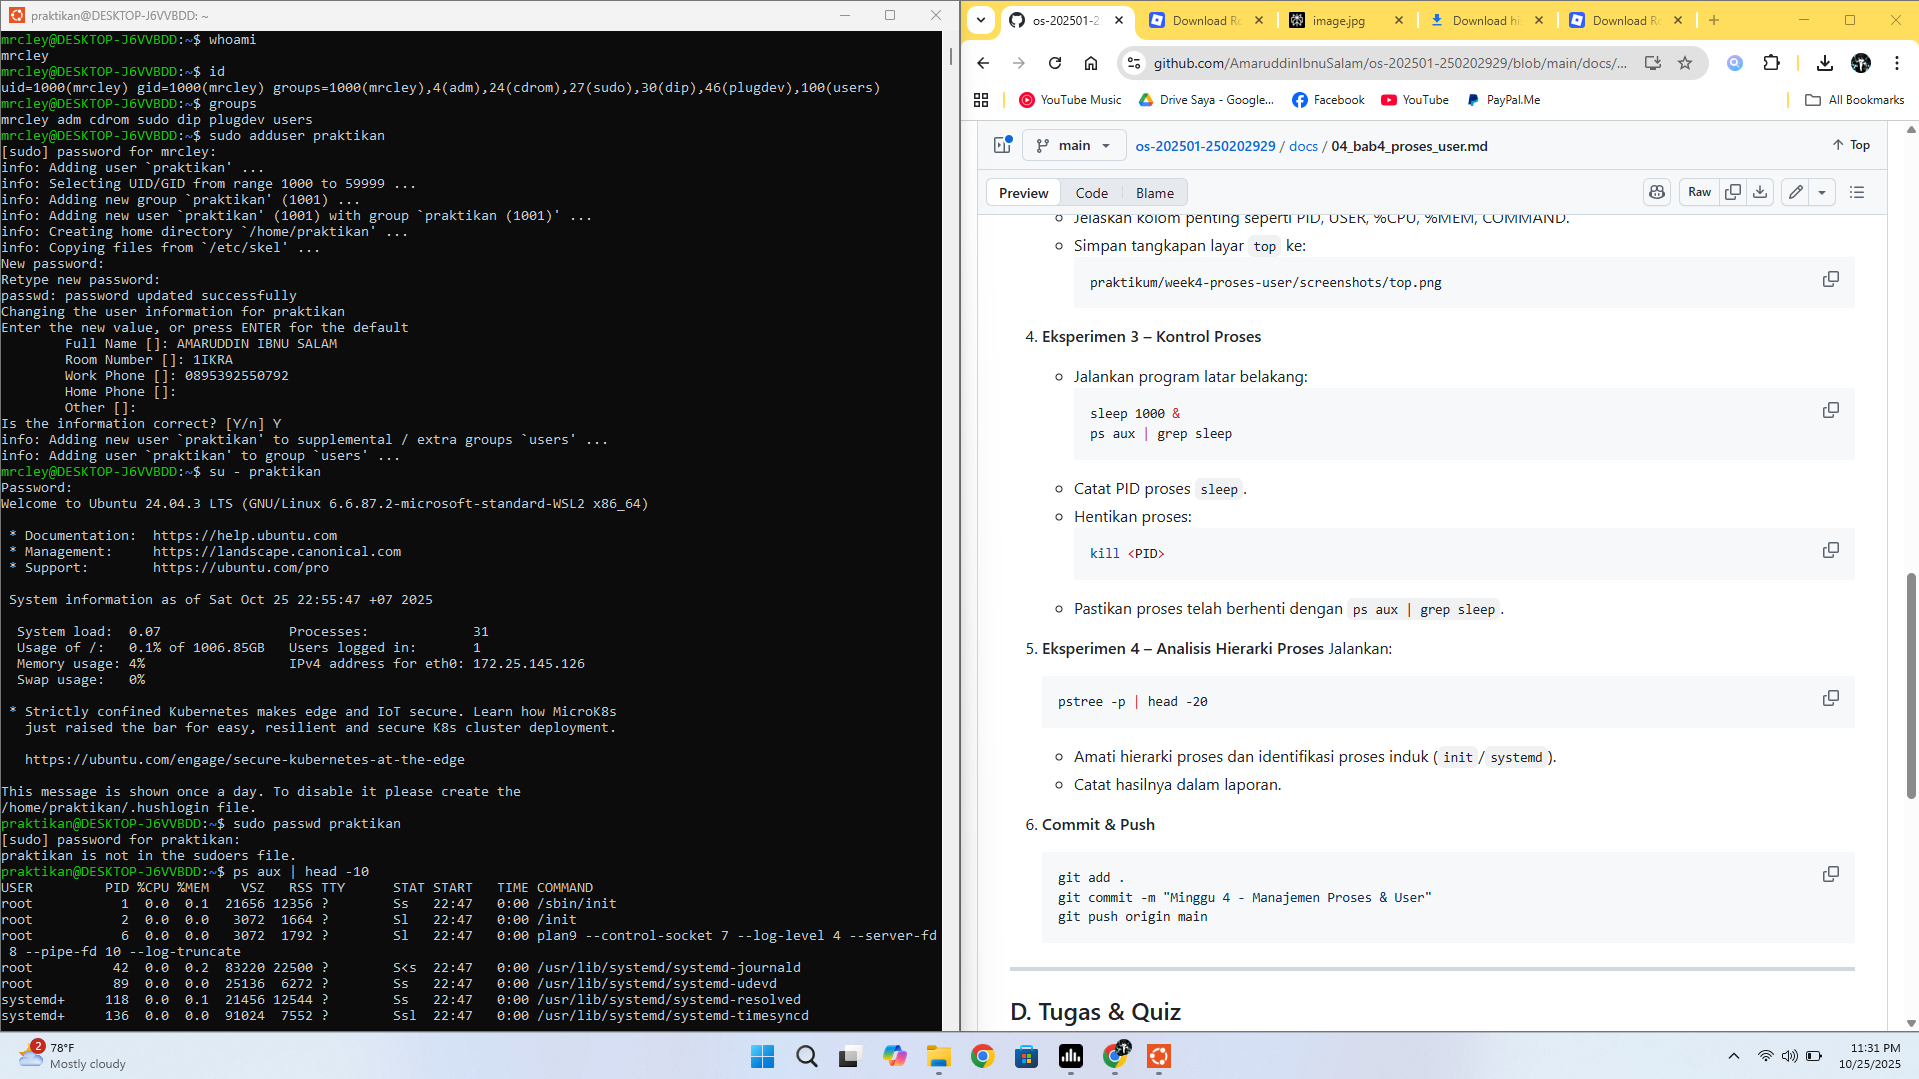 praktikan@DESKTOP-J6VVBDD: ~
mrcley@DESKTOP-J6VVBDD:~$ whoami
mrcley
mrcley@DESKTOP-J6VVBDD:~$ id
uid=1000(mrcley) gid=1000(mrcley) groups=1000(mrcley),4(adm),24(cdrom),27(sudo),30(dip),46(plugdev),100(users)
mrcley@DESKTOP-J6VVBDD:~$ groups
mrcley adm cdrom sudo dip plugdev users
mrcley@DESKTOP-J6VVBDD:~$ sudo adduser praktikan
[sudo] password for mrcley:
info: Adding user `praktikan' ...
info: Selecting UID/GID from range 1000 to 59999 ...
info: Adding new group `praktikan' (1001) ...
info: Adding new user `praktikan' (1001) with group `praktikan (1001)' ...
info: Creating home directory `/home/praktikan' ...
info: Copying files from `/etc/skel' ...
New password:
Retype new password:
passwd: password updated successfully
Changing the user information for praktikan
Enter the new value, or press ENTER for the default
        Full Name []: AMARUDDIN IBNU SALAM
        Room Number []: 1IKRA
        Work Phone []: 0895392550792
        Home Phone []:
        Other []:
Is the information correct? [Y/n] Y
info: Adding new user `praktikan' to supplemental / extra groups `users' ...
info: Adding user `praktikan' to group `users' ...
mrcley@DESKTOP-J6VVBDD:~$ su - praktikan
Password:
Welcome to Ubuntu 24.04.3 LTS (GNU/Linux 6.6.87.2-microsoft-standard-WSL2 x86_64)
 * Documentation:  https://help.ubuntu.com
 * Management:     https://landscape.canonical.com
 * Support:        https://ubuntu.com/pro
 System information as of Sat Oct 25 22:55:47 +07 2025
  System load:  0.07                Processes:             31
  Usage of /:   0.1% of 1006.85GB   Users logged in:       1
  Memory usage: 4%                  IPv4 address for eth0: 172.25.145.126
  Swap usage:   0%
 * Strictly confined Kubernetes makes edge and IoT secure. Learn how MicroK8s
   just raised the bar for easy, resilient and secure K8s cluster deployment.
   https://ubuntu.com/engage/secure-kubernetes-at-the-edge
This message is shown once a day. To disable it please create the
/home/praktikan/.hushlogin file.
praktikan@DESKTOP-J6VVBDD:~$ sudo passwd praktikan
[sudo] password for praktikan:
praktikan is not in the sudoers file.
praktikan@DESKTOP-J6VVBDD:~$ ps aux | head -10
USER         PID %CPU %MEM    VSZ   RSS TTY      STAT START   TIME COMMAND
root           1  0.0  0.1  21656 12356 ?        Ss   22:47   0:00 /sbin/init
root           2  0.0  0.0   3072  1664 ?        Sl   22:47   0:00 /init
root           6  0.0  0.0   3072  1792 ?        Sl   22:47   0:00 plan9 --control-socket 7 --log-level 4 --server-fd
 8 --pipe-fd 10 --log-truncate
root          42  0.0  0.2  83220 22500 ?        S<s  22:47   0:00 /usr/lib/systemd/systemd-journald
root          89  0.0  0.0  25136  6272 ?        Ss   22:47   0:00 /usr/lib/systemd/systemd-udevd
systemd+     118  0.0  0.1  21456 12544 ?        Ss   22:47   0:00 /usr/lib/systemd/systemd-resolved
systemd+     136  0.0  0.0  91024  7552 ?        Ssl  22:47   0:00 /usr/lib/systemd/systemd-timesyncd
os-202501-2 Download Ro image.jpg Download hi Download Ro
github.com/AmaruddinIbnuSalam/os-202501-250202929/blob/main/docs/...
YouTube Music Drive Saya - Google... Facebook YouTube PayPal.Me All Bookmarks
main os-202501-250202929 / docs / 04_bab4_proses_user.md Top
Preview Code Blame Raw
Jelaskan kolom penting seperti PID, USER, %CPU, %MEM, COMMAND.
Simpan tangkapan layar top ke:
praktikum/week4-proses-user/screenshots/top.png
4. Eksperimen 3 – Kontrol Proses
Jalankan program latar belakang:
sleep 1000 &
ps aux | grep sleep
Catat PID proses sleep.
Hentikan proses:
kill <PID>
Pastikan proses telah berhenti dengan ps aux | grep sleep.
5. Eksperimen 4 – Analisis Hierarki Proses Jalankan:
pstree -p | head -20
Amati hierarki proses dan identifikasi proses induk (init/systemd).
Catat hasilnya dalam laporan.
6. Commit & Push
git add .
git commit -m "Minggu 4 - Manajemen Proses & User"
git push origin main
D. Tugas & Quiz
2
78°F
Mostly cloudy
11:31 PM
10/25/2025